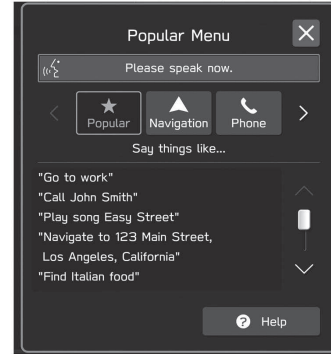 Popular Menu
Please speak now.
Popular
Navigation
Phone
Say things like...
"Go to work"
"Call John Smith"
"Play song Easy Street"
"Navigate to 123 Main Street,
Los Angeles, California"
"Find Italian food"
? Help